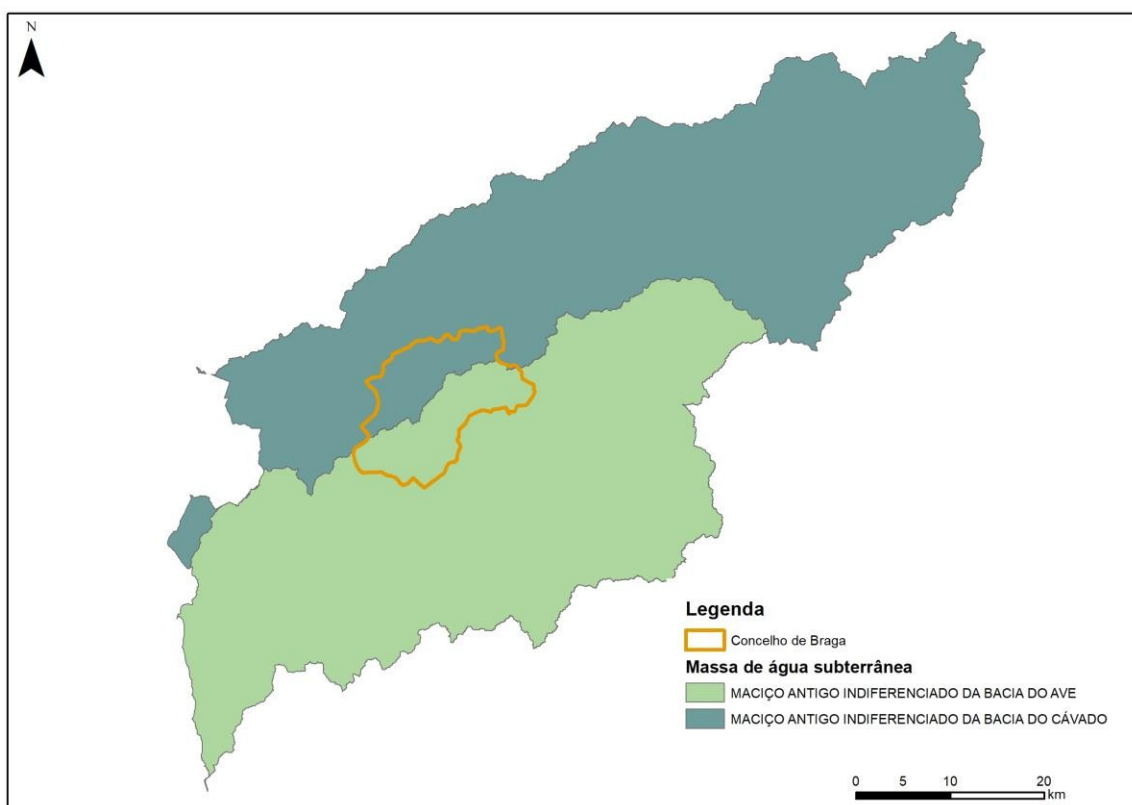 N
Legenda
Concelho de Braga
Massa de água subterrânea
MACIÇO ANTIGO INDIFERENCIADO DA BACIA DO AVE
MACIÇO ANTIGO INDIFERENCIADO DA BACIA DO CÁVADO
0 5 10 20
km